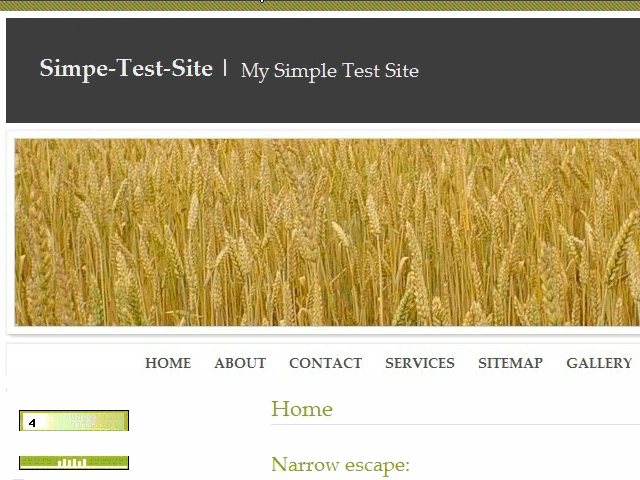 Simpe-Test-Site | My Simple Test Site
HOME ABOUT CONTACT SERVICES SITEMAP GALLERY
4
Home
Narrow escape: